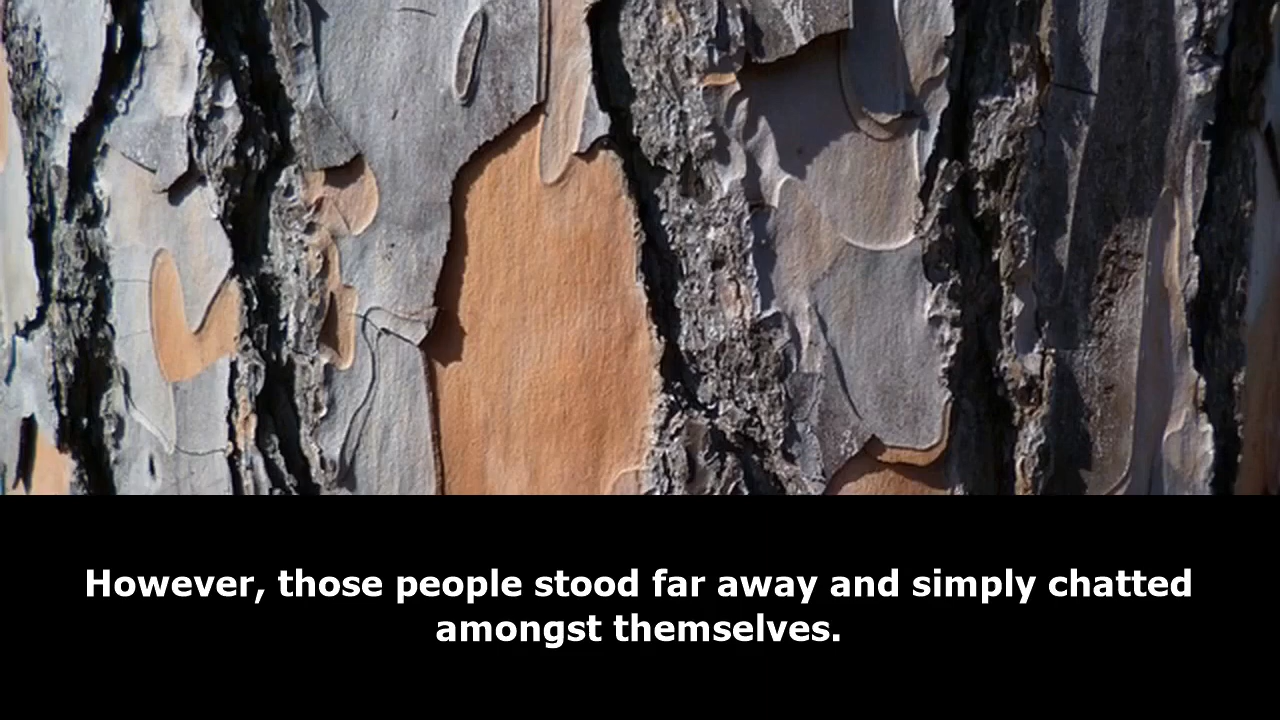 However, those people stood far away and simply chatted
amongst themselves.